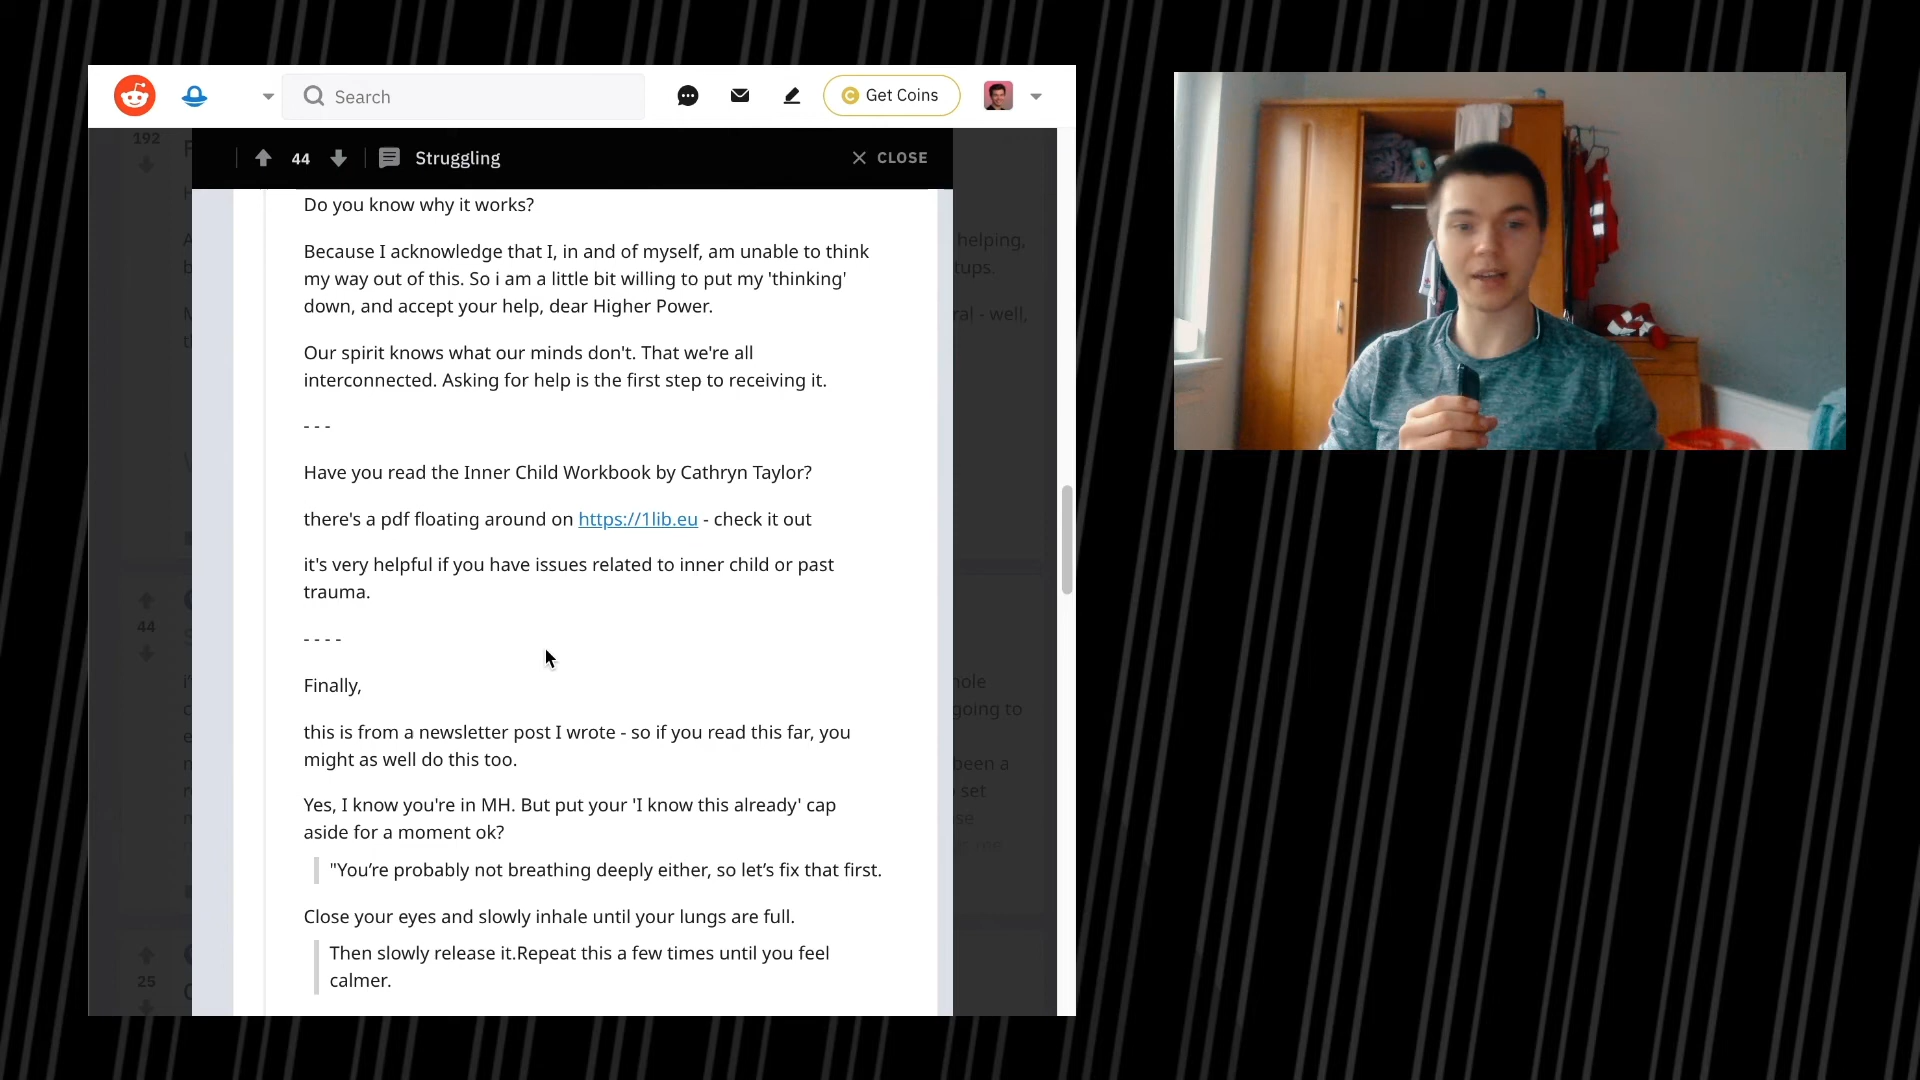 Search
Get Coins
192
44
Struggling
CLOSE
Do you know why it works?
Because I acknowledge that I, in and of myself, am unable to think
my way out of this. So i am a little bit willing to put my 'thinking'
down, and accept your help, dear Higher Power.
Our spirit knows what our minds don't. That we're all
interconnected. Asking for help is the first step to receiving it.
- - -
Have you read the Inner Child Workbook by Cathryn Taylor?
there's a pdf floating around on https://1lib.eu - check it out
it's very helpful if you have issues related to inner child or past
trauma.
- - - -
Finally,
this is from a newsletter post I wrote - so if you read this far, you
might as well do this too.
Yes, I know you're in MH. But put your 'I know this already' cap
aside for a moment ok?
"You’re probably not breathing deeply either, so let’s fix that first.
Close your eyes and slowly inhale until your lungs are full.
Then slowly release it.Repeat this a few times until you feel
calmer.
helping,
44
going to
been a
set
25